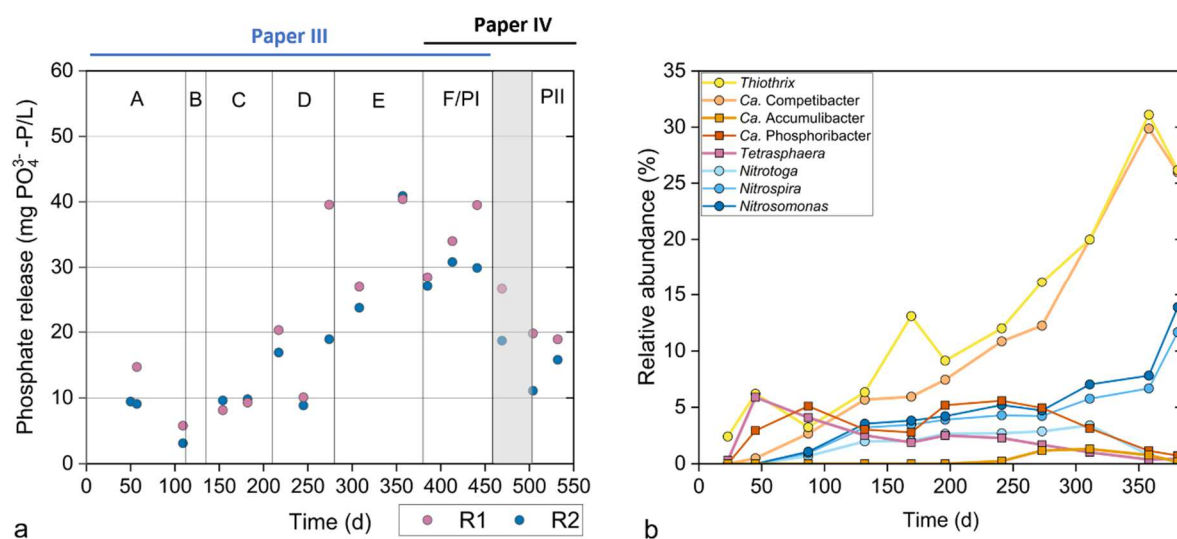 Paper III
Paper IV
A
B
C
D
E
F/PI
PII
Phosphate release (mg PO₄³⁻ -P/L)
60
50
40
30
20
10
0
0 50 100 150 200 250 300 350 400 450 500 550
Time (d)
R1 R2
a
Relative abundance (%)
35
30
25
20
15
10
5
0
Thiothrix
Ca. Competibacter
Ca. Accumulibacter
Ca. Phosphoribacter
Tetrasphaera
Nitrotoga
Nitrospira
Nitrosomonas
0 50 100 150 200 250 300 350
Time (d)
b